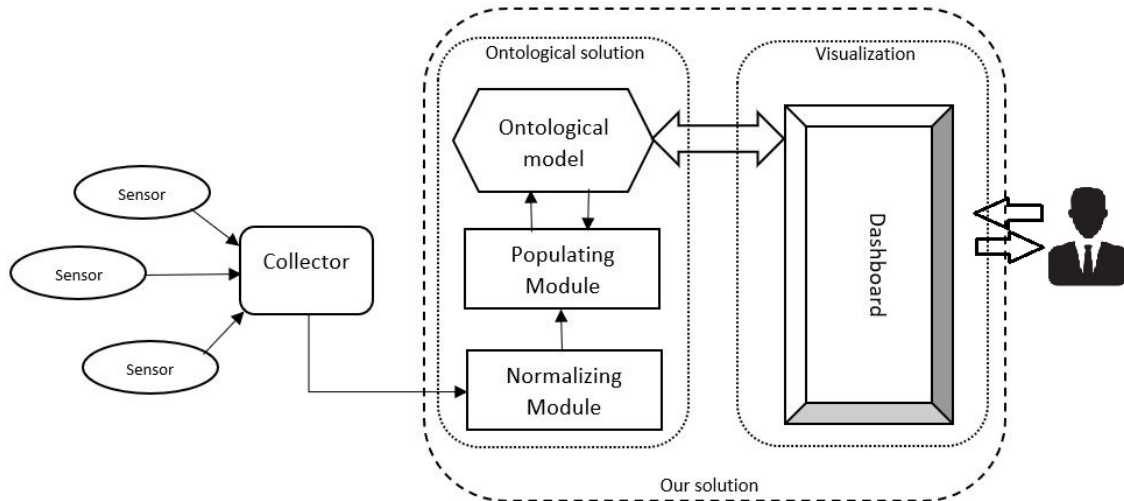 Ontological solution
Visualization
Ontological
model
Sensor
Sensor
Sensor
Collector
Populating
Module
Normalizing
Module
Dashboard
Our solution